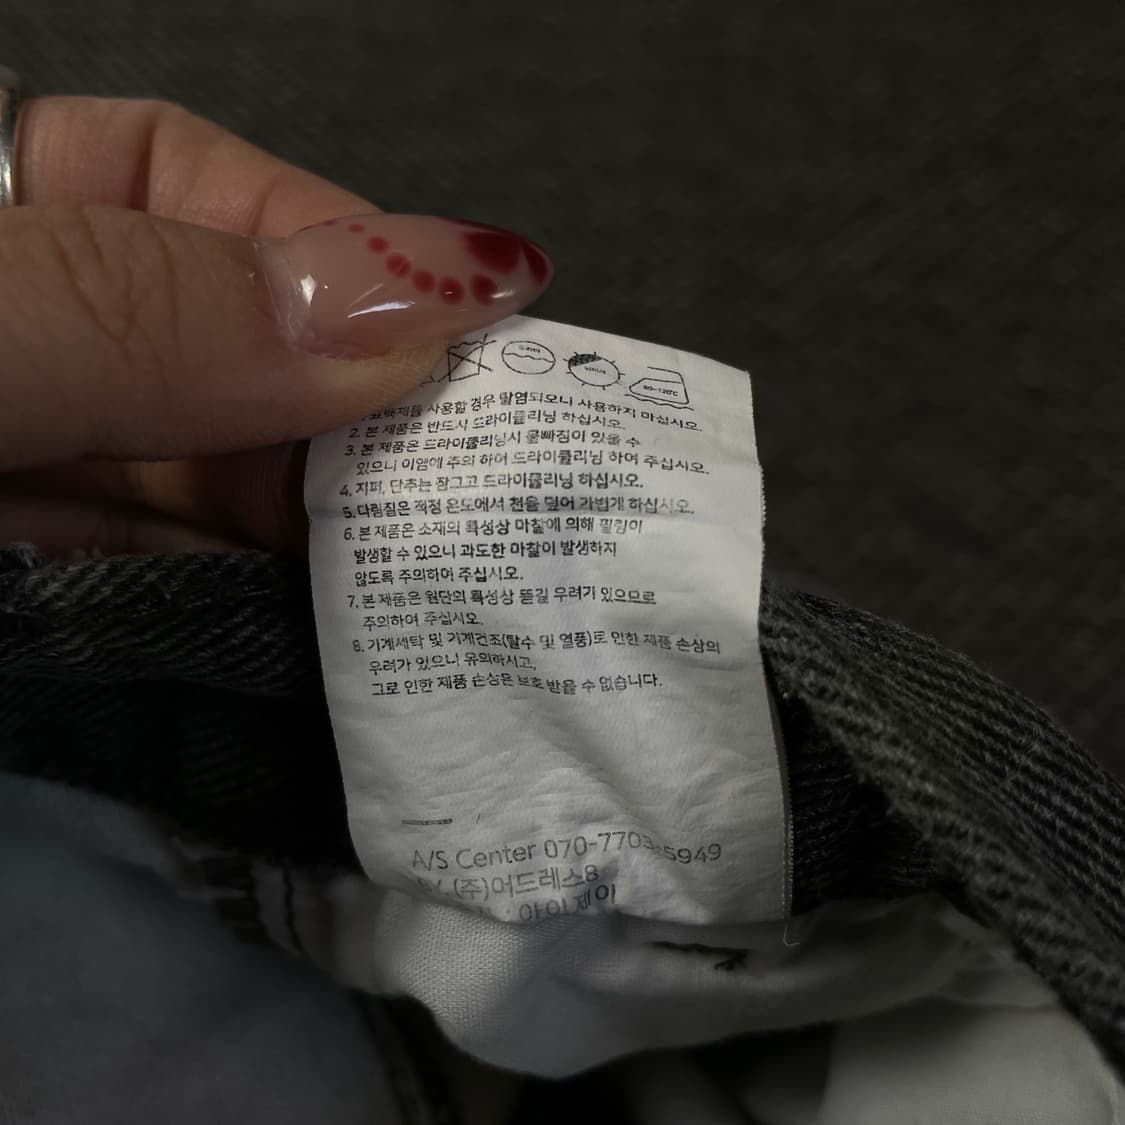 드라이
뉘어서
80~120℃
1. 표백제를 사용할 경우 탈염되오니 사용하지 마십시오.
2. 본 제품은 반드시 드라이클리닝 하십시오.
3. 본 제품은 드라이클리닝시 물빠짐이 있을 수
있으니 이염에 주의 하여 드라이클리닝 하여 주십시오.
4. 지퍼, 단추는 잠그고 드라이클리닝 하십시오.
5. 다림질은 적정 온도에서 천을 덮어 가볍게 하십시오.
6. 본 제품은 소재의 특성상 마찰에 의해 필링이
발생할 수 있으니 과도한 마찰이 발생하지
않도록 주의하여 주십시오.
7. 본 제품은 원단의 특성상 뜯길 우려가 있으므로
주의하여 주십시오.
8. 기계세탁 및 기계건조(탈수 및 열풍)로 인한 제품 손상의
우려가 있으니 유의하시고,
그로 인한 제품 손상은 보호받을 수 없습니다.
A/S Center 070-7703-5949
(주)어드레스8
아이제이